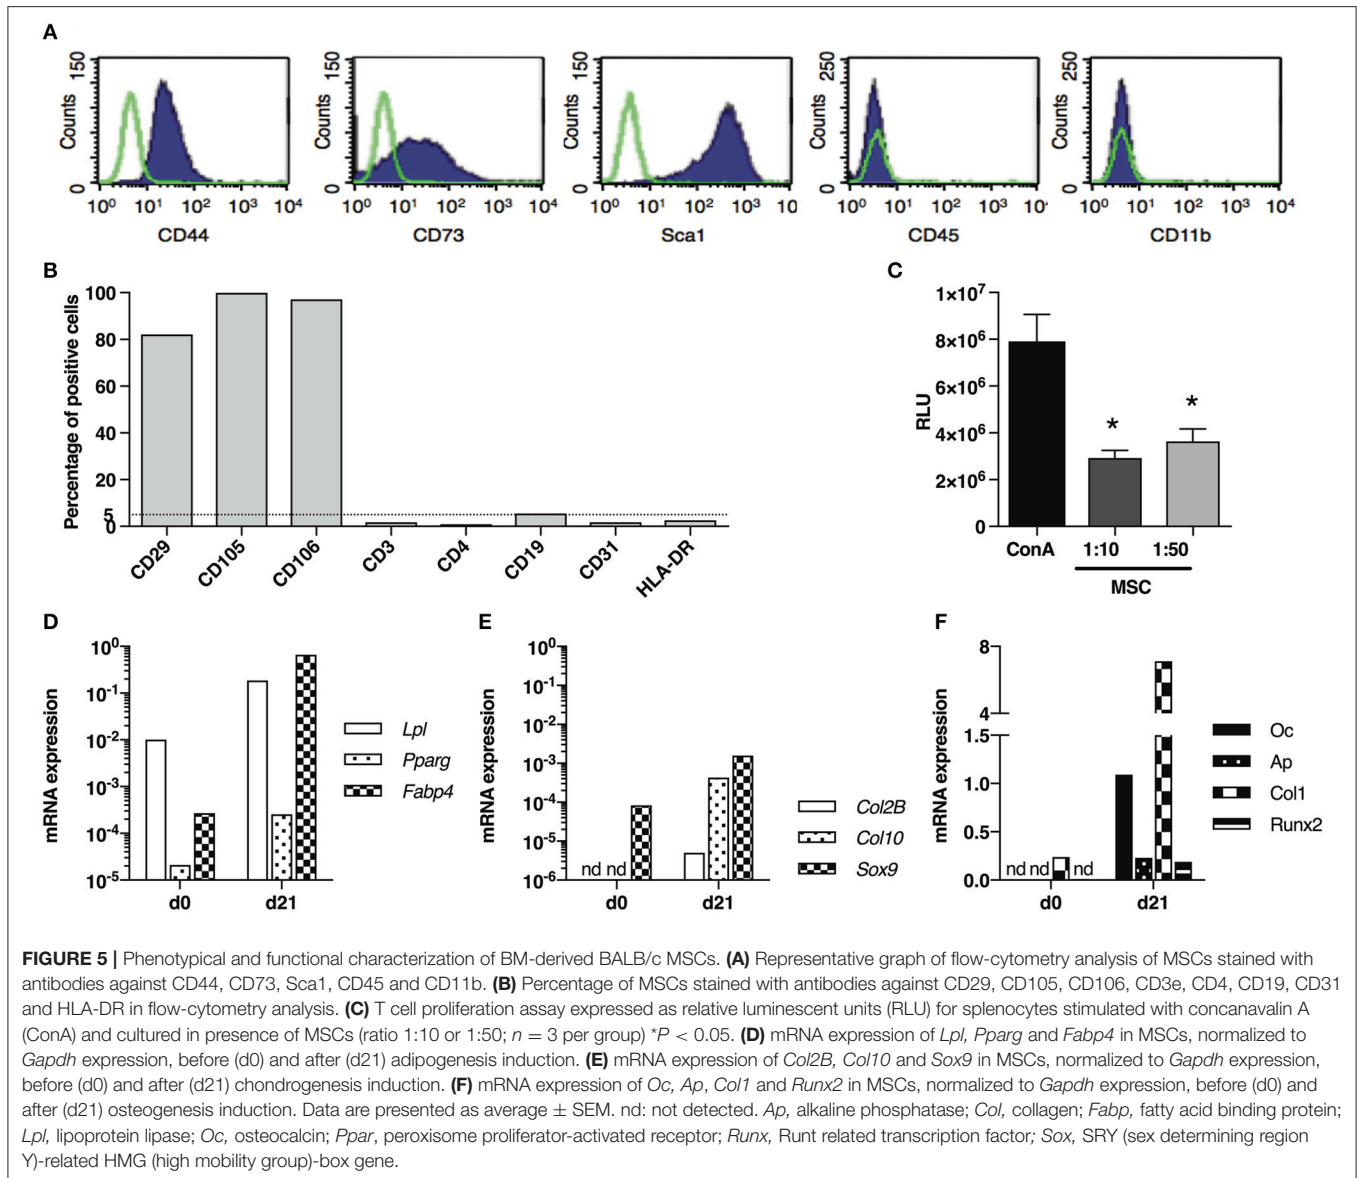 A
150
Counts
0
10⁰ 10¹ 10² 10³ 10⁴
CD44
150
Counts
0
10⁰ 10¹ 10² 10³ 10⁴
CD73
150
Counts
0
10⁰ 10¹ 10² 10³ 10
Sca1
250
Counts
0
10⁰ 10¹ 10² 10³ 10⁴
CD45
250
Counts
0
10⁰ 10¹ 10² 10³ 10⁴
CD11b
B
Percentage of positive cells
100
80
60
40
20
5
0
CD29 CD105 CD106 CD3 CD4 CD19 CD31 HLA-DR
C
RLU
1×10⁷
8×10⁶
6×10⁶
4×10⁶
2×10⁶
0
* *
ConA 1:10 1:50
MSC
D
mRNA expression
10⁰
10⁻¹
10⁻²
10⁻³
10⁻⁴
10⁻⁵
d0 d21
Lpl
Pparg
Fabp4
E
mRNA expression
10⁰
10⁻¹
10⁻²
10⁻³
10⁻⁴
10⁻⁵
10⁻⁶
nd nd
d0 d21
Col2B
Col10
Sox9
F
mRNA expression
8
4
1.5
1.0
0.5
0.0
nd nd nd
d0 d21
Oc
Ap
Col1
Runx2
FIGURE 5 | Phenotypical and functional characterization of BM-derived BALB/c MSCs. (A) Representative graph of flow-cytometry analysis of MSCs stained with
antibodies against CD44, CD73, Sca1, CD45 and CD11b. (B) Percentage of MSCs stained with antibodies against CD29, CD105, CD106, CD3e, CD4, CD19, CD31
and HLA-DR in flow-cytometry analysis. (C) T cell proliferation assay expressed as relative luminescent units (RLU) for splenocytes stimulated with concanavalin A
(ConA) and cultured in presence of MSCs (ratio 1:10 or 1:50; n = 3 per group) *P < 0.05. (D) mRNA expression of Lpl, Pparg and Fabp4 in MSCs, normalized to
Gapdh expression, before (d0) and after (d21) adipogenesis induction. (E) mRNA expression of Col2B, Col10 and Sox9 in MSCs, normalized to Gapdh expression,
before (d0) and after (d21) chondrogenesis induction. (F) mRNA expression of Oc, Ap, Col1 and Runx2 in MSCs, normalized to Gapdh expression, before (d0) and
after (d21) osteogenesis induction. Data are presented as average ± SEM. nd: not detected. Ap, alkaline phosphatase; Col, collagen; Fabp, fatty acid binding protein;
Lpl, lipoprotein lipase; Oc, osteocalcin; Ppar, peroxisome proliferator-activated receptor; Runx, Runt related transcription factor; Sox, SRY (sex determining region
Y)-related HMG (high mobility group)-box gene.